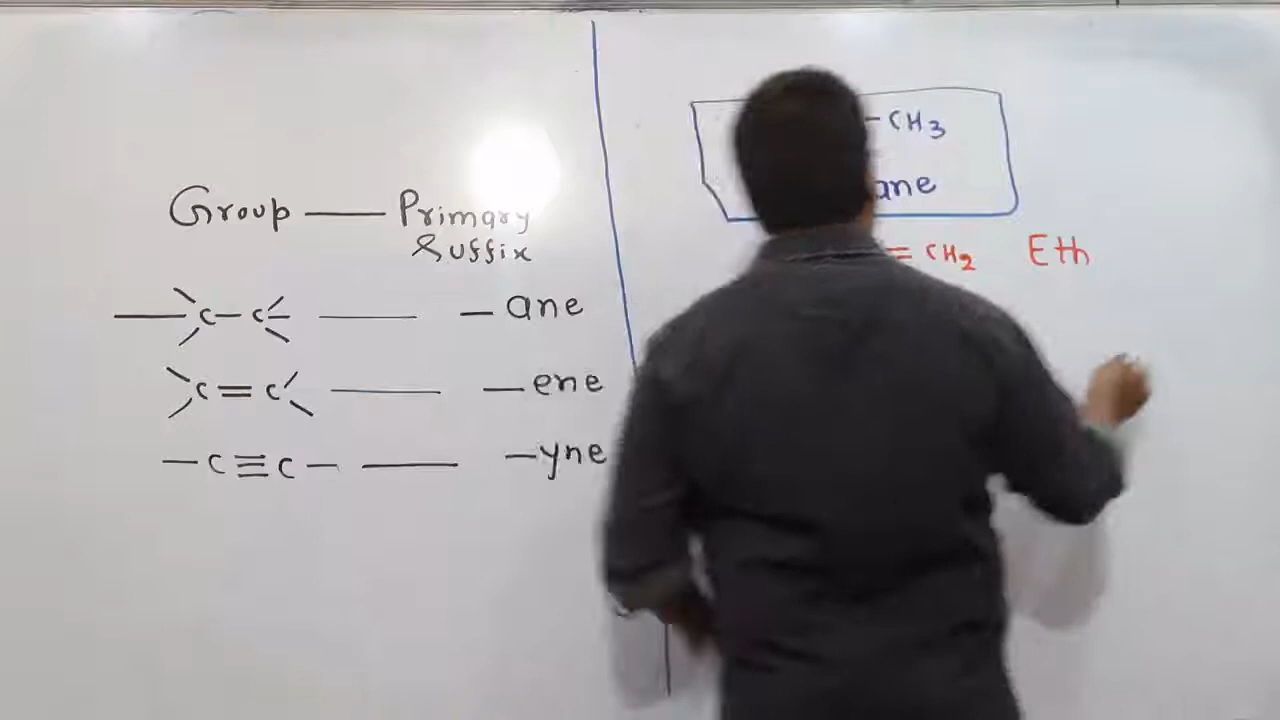 Group — Primary
Suffix
C-C — -ane
C=C — -ene
-C≡C- — -yne
-CH3
ane
=CH2 Eth